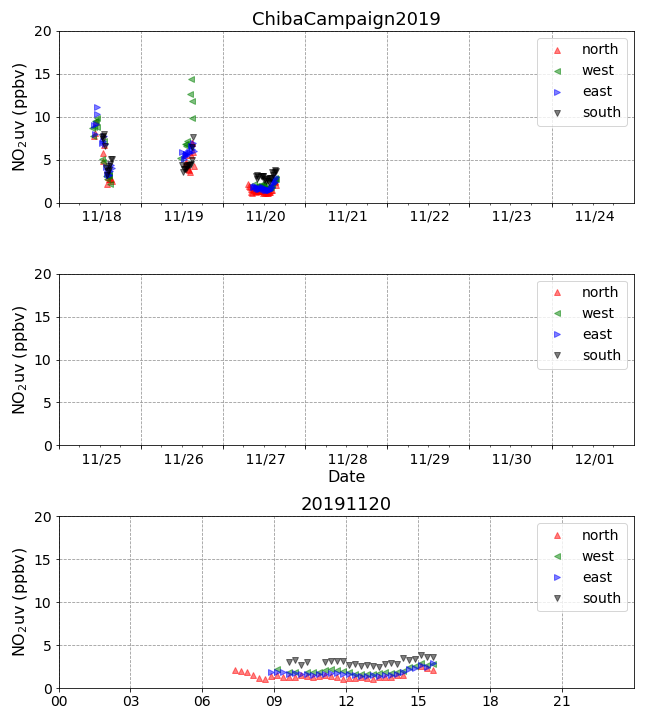 ChibaCampaign2019
NO₂uv (ppbv)
20
15
10
5
0
north
west
east
south
11/18 11/19 11/20 11/21 11/22 11/23 11/24
NO₂uv (ppbv)
20
15
10
5
0
north
west
east
south
11/25 11/26 11/27 11/28 11/29 11/30 12/01
Date
20191120
NO₂uv (ppbv)
20
15
10
5
0
north
west
east
south
00 03 06 09 12 15 18 21